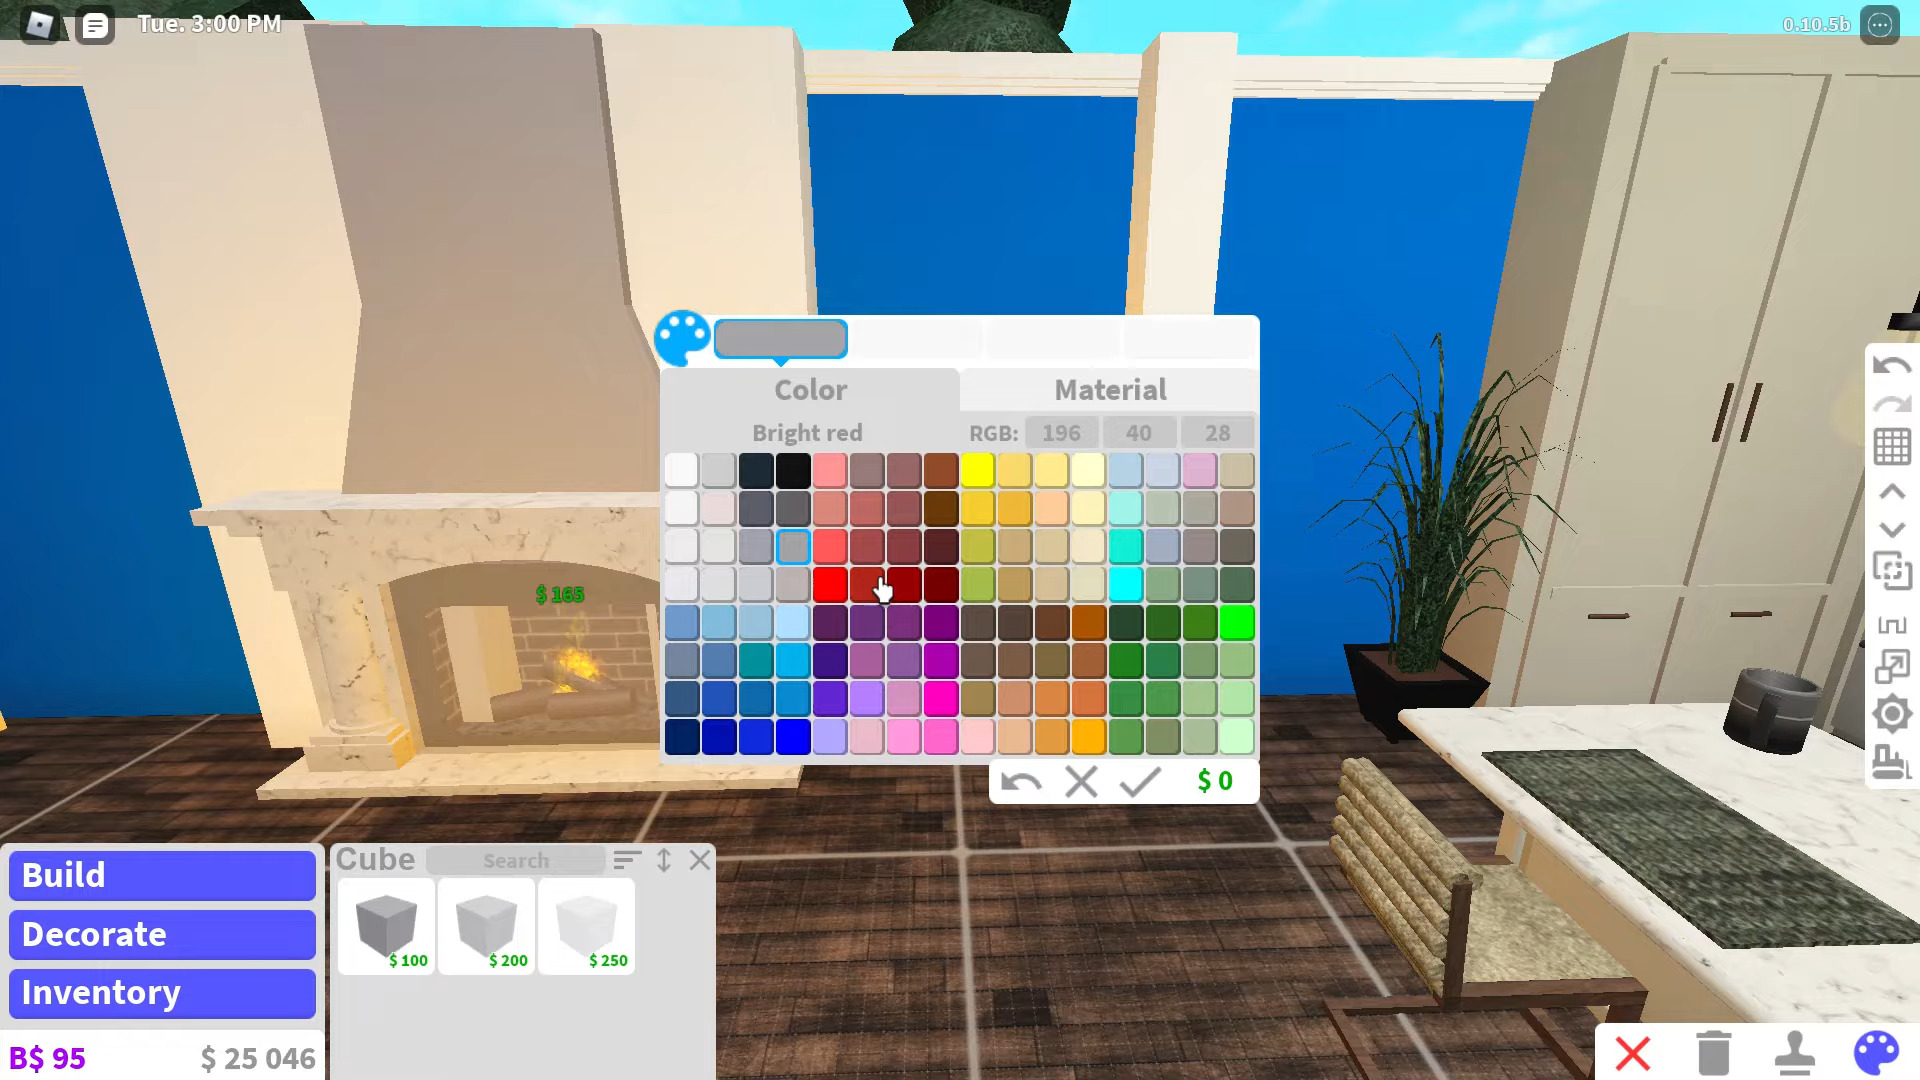 Tue. 3:00 PM
0.10.5b
Color
Material
Bright red
RGB: 196 40 28
$ 165
$ 0
Build
Decorate
Inventory
B$ 95
$ 25 046
Cube
Search
$ 100
$ 200
$ 250